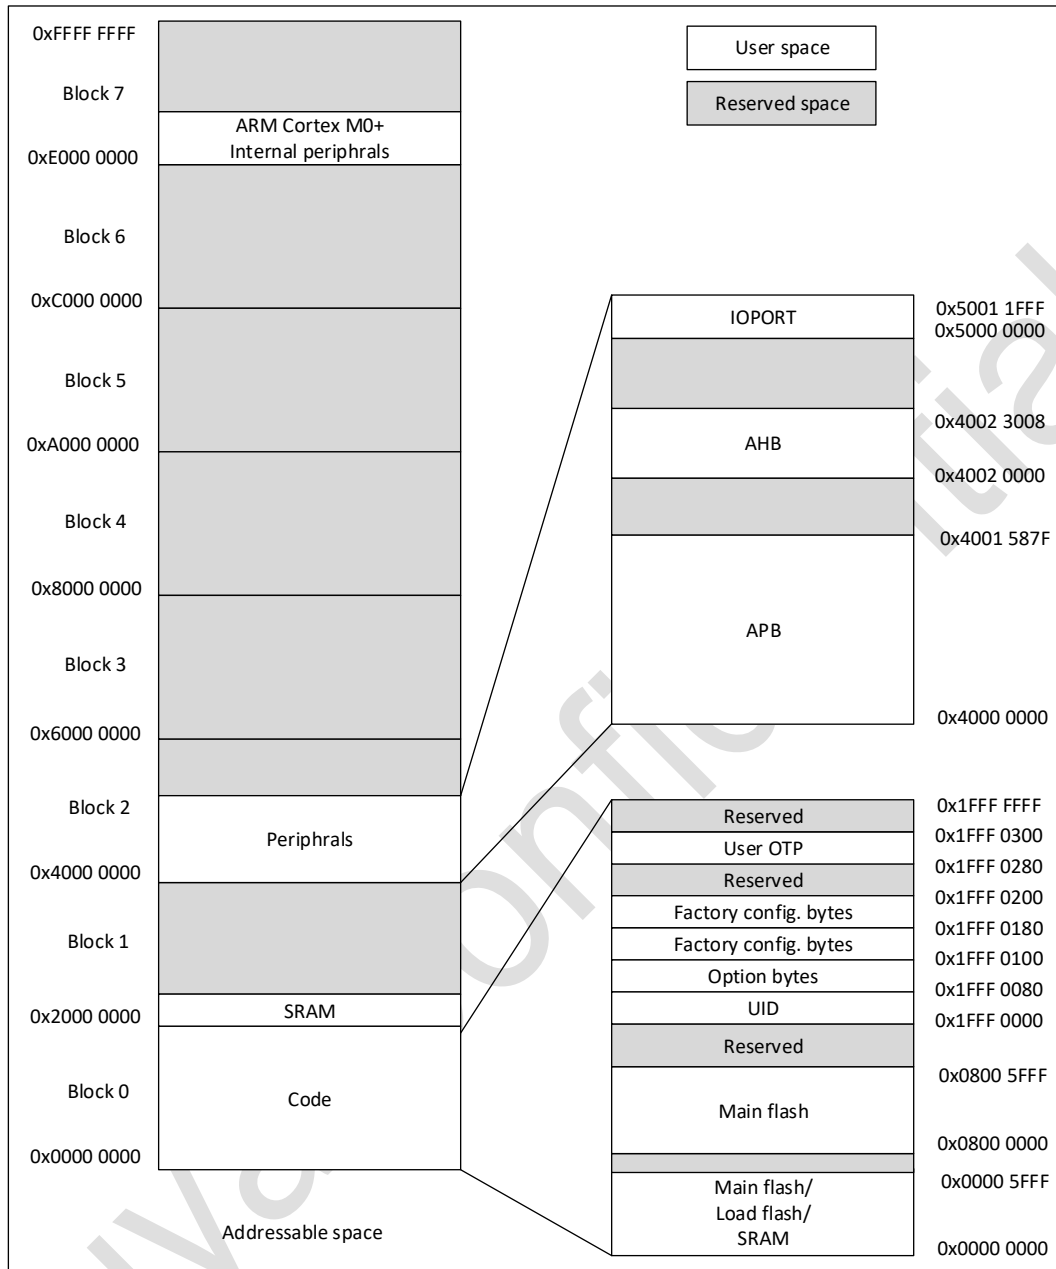 0xFFFF FFFF
Block 7
ARM Cortex M0+
Internal periphrals
0xE000 0000
Block 6
0xC000 0000
Block 5
0xA000 0000
Block 4
0x8000 0000
Block 3
0x6000 0000
Block 2
Periphrals
0x4000 0000
Block 1
SRAM
0x2000 0000
Block 0
Code
0x0000 0000
Addressable space
User space
Reserved space
IOPORT
0x5001 1FFF
0x5000 0000
0x4002 3008
AHB
0x4002 0000
0x4001 587F
APB
0x4000 0000
0x1FFF FFFF
Reserved
0x1FFF 0300
User OTP
0x1FFF 0280
Reserved
0x1FFF 0200
Factory config. bytes
0x1FFF 0180
Factory config. bytes
0x1FFF 0100
Option bytes
0x1FFF 0080
UID
0x1FFF 0000
Reserved
0x0800 5FFF
Main flash
0x0800 0000
0x0000 5FFF
Main flash/
Load flash/
SRAM
0x0000 0000